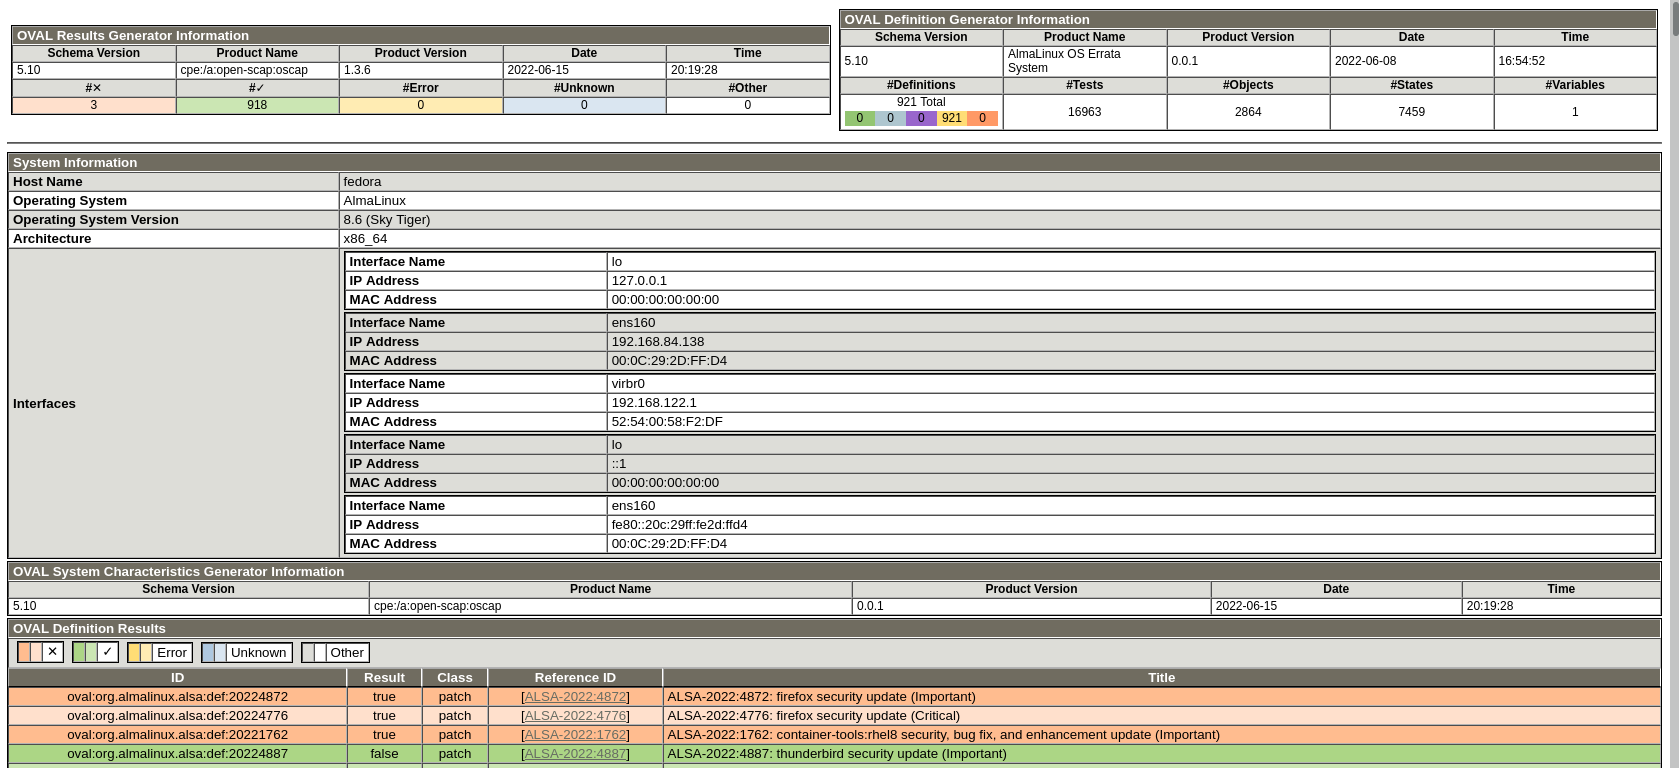 OVAL Results Generator Information
Schema Version Product Name Product Version Date Time
5.10 cpe:/a:open-scap:oscap 1.3.6 2022-06-15 20:19:28
#✕ #✓ #Error #Unknown #Other
3 918 0 0 0
OVAL Definition Generator Information
Schema Version Product Name Product Version Date Time
5.10 AlmaLinux OS Errata System 0.0.1 2022-06-08 16:54:52
#Definitions #Tests #Objects #States #Variables
921 Total 16963 2864 7459 1
0 0 0 921 0
System Information
Host Name fedora
Operating System AlmaLinux
Operating System Version 8.6 (Sky Tiger)
Architecture x86_64
Interfaces
Interface Name lo
IP Address 127.0.0.1
MAC Address 00:00:00:00:00:00
Interface Name ens160
IP Address 192.168.84.138
MAC Address 00:0C:29:2D:FF:D4
Interface Name virbr0
IP Address 192.168.122.1
MAC Address 52:54:00:58:F2:DF
Interface Name lo
IP Address ::1
MAC Address 00:00:00:00:00:00
Interface Name ens160
IP Address fe80::20c:29ff:fe2d:ffd4
MAC Address 00:0C:29:2D:FF:D4
OVAL System Characteristics Generator Information
Schema Version Product Name Product Version Date Time
5.10 cpe:/a:open-scap:oscap 0.0.1 2022-06-15 20:19:28
OVAL Definition Results
✕ ✓ Error Unknown Other
ID Result Class Reference ID Title
oval:org.almalinux.alsa:def:20224872 true patch [ALSA-2022:4872] ALSA-2022:4872: firefox security update (Important)
oval:org.almalinux.alsa:def:20224776 true patch [ALSA-2022:4776] ALSA-2022:4776: firefox security update (Critical)
oval:org.almalinux.alsa:def:20221762 true patch [ALSA-2022:1762] ALSA-2022:1762: container-tools:rhel8 security, bug fix, and enhancement update (Important)
oval:org.almalinux.alsa:def:20224887 false patch [ALSA-2022:4887] ALSA-2022:4887: thunderbird security update (Important)